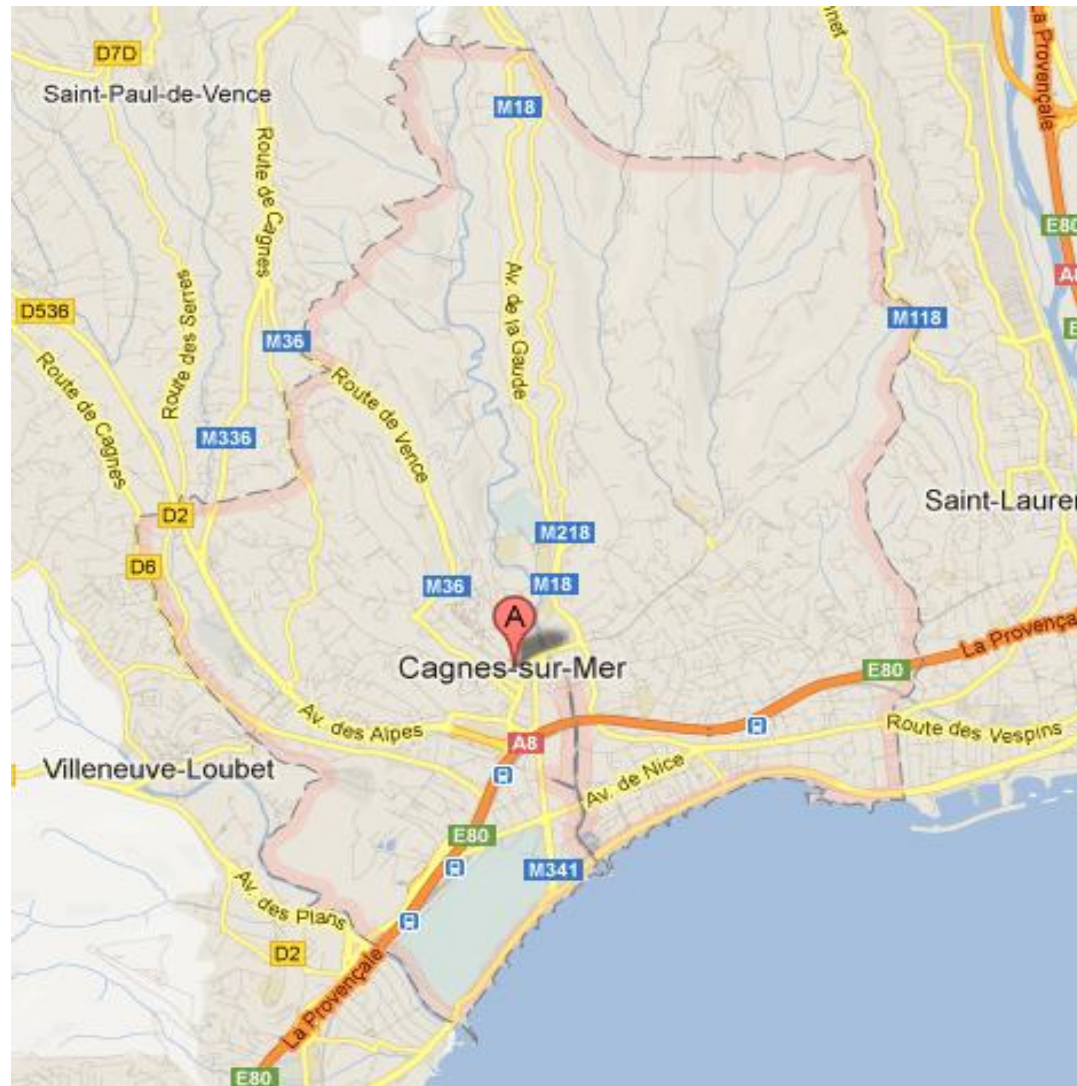 D7D
Saint-Paul-de-Vence
M18
La Provençale
E80
Route de Cagnes
Route des Serres
D536
M36
M118
Av. de la Gaude
Route de Cagnes
Route de Vence
M336
Saint-Lauren
D2
M218
D6
M36
M18
A
Cagnes-sur-Mer
La Provença
E80
Av. des Alpes
A8
Route des Vespins
Villeneuve-Loubet
Av. de Nice
E80
M341
Av. des Plans
D2
La Provençale
E80